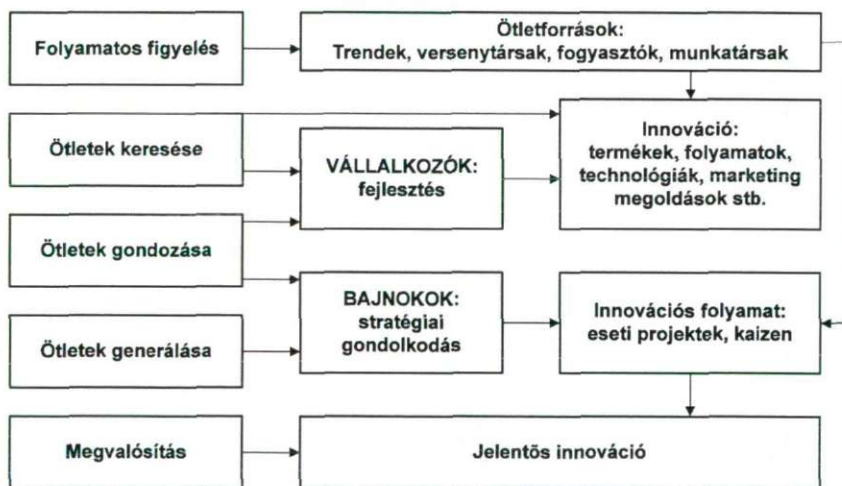 Folyamatos figyelés
Ötletforrások:
Trendek, versenytársak, fogyasztók, munkatársak
Ötletek keresése
VÁLLALKOZÓK:
fejlesztés
Innováció:
termékek, folyamatok,
technológiák, marketing
megoldások stb.
Ötletek gondozása
BAJNOKOK:
stratégiai
gondolkodás
Innovációs folyamat:
eseti projektek, kaizen
Ötletek generálása
Megvalósítás
Jelentős innováció